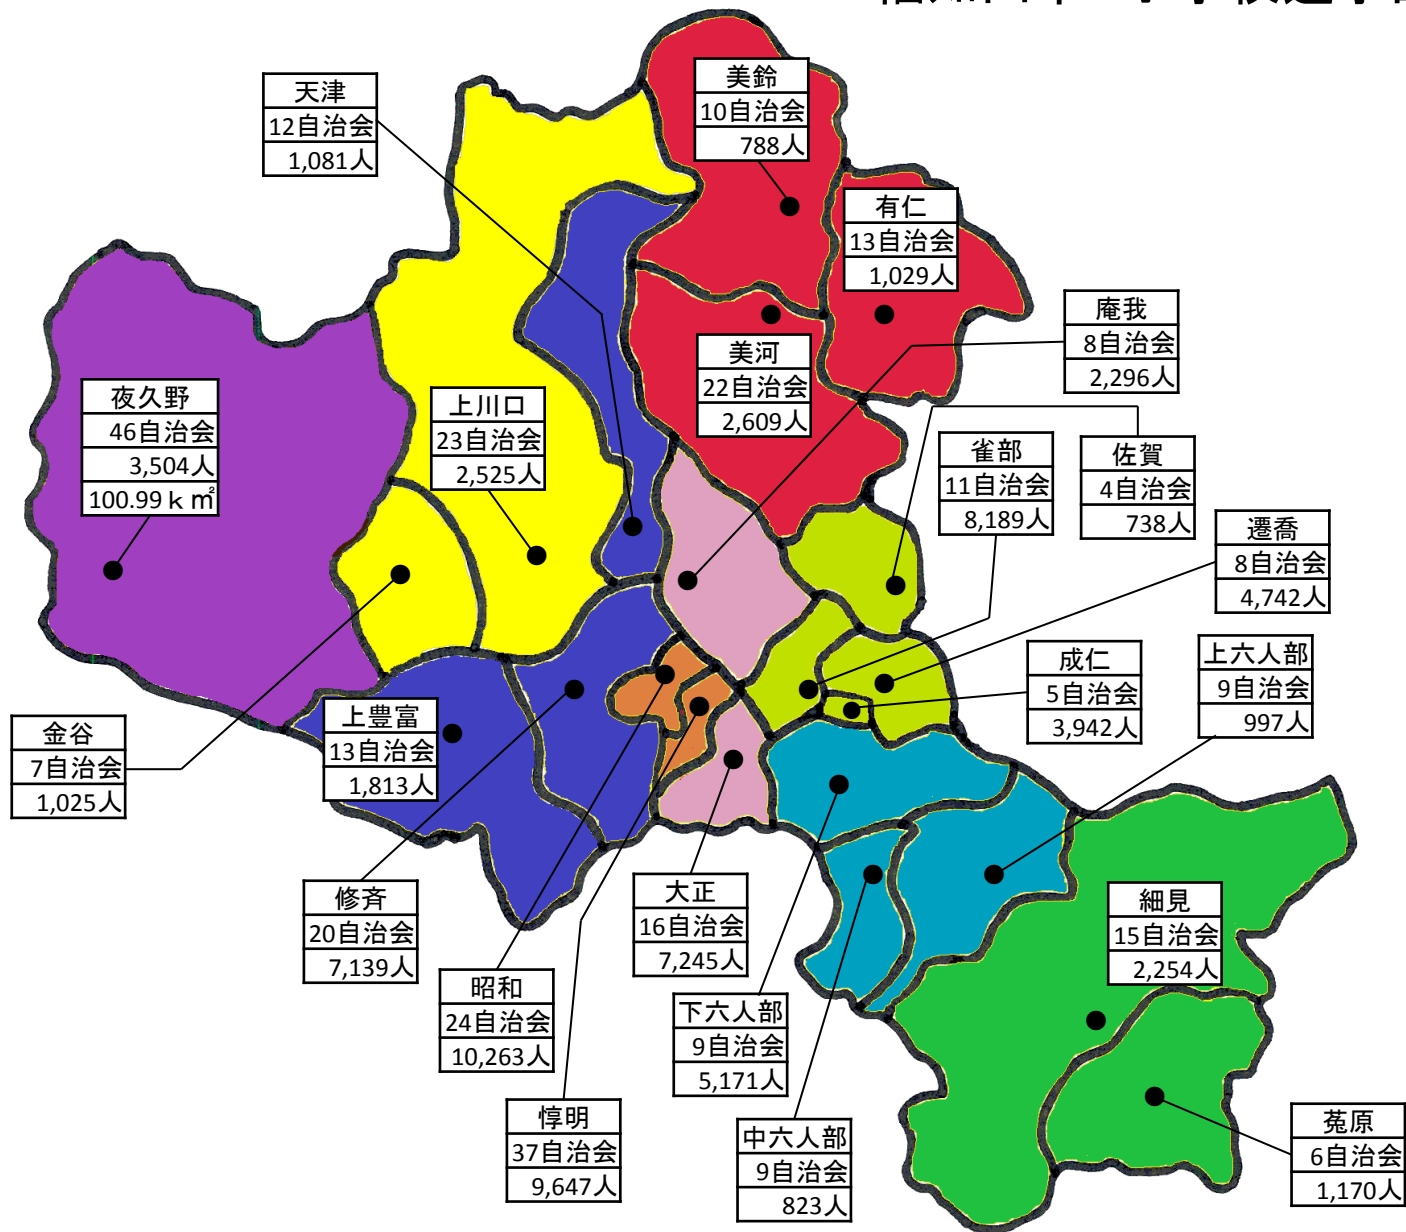 天津
12自治会
1,081人
美鈴
10自治会
788人
有仁
13自治会
1,029人
庵我
8自治会
2,296人
美河
22自治会
2,609人
夜久野
46自治会
3,504人
100.99ｋ㎡
上川口
23自治会
2,525人
雀部
11自治会
8,189人
佐賀
4自治会
738人
遷喬
8自治会
4,742人
成仁
5自治会
3,942人
上六人部
9自治会
997人
金谷
7自治会
1,025人
上豊富
13自治会
1,813人
修斉
20自治会
7,139人
大正
16自治会
7,245人
細見
15自治会
2,254人
昭和
24自治会
10,263人
下六人部
9自治会
5,171人
惇明
37自治会
9,647人
中六人部
9自治会
823人
菟原
6自治会
1,170人